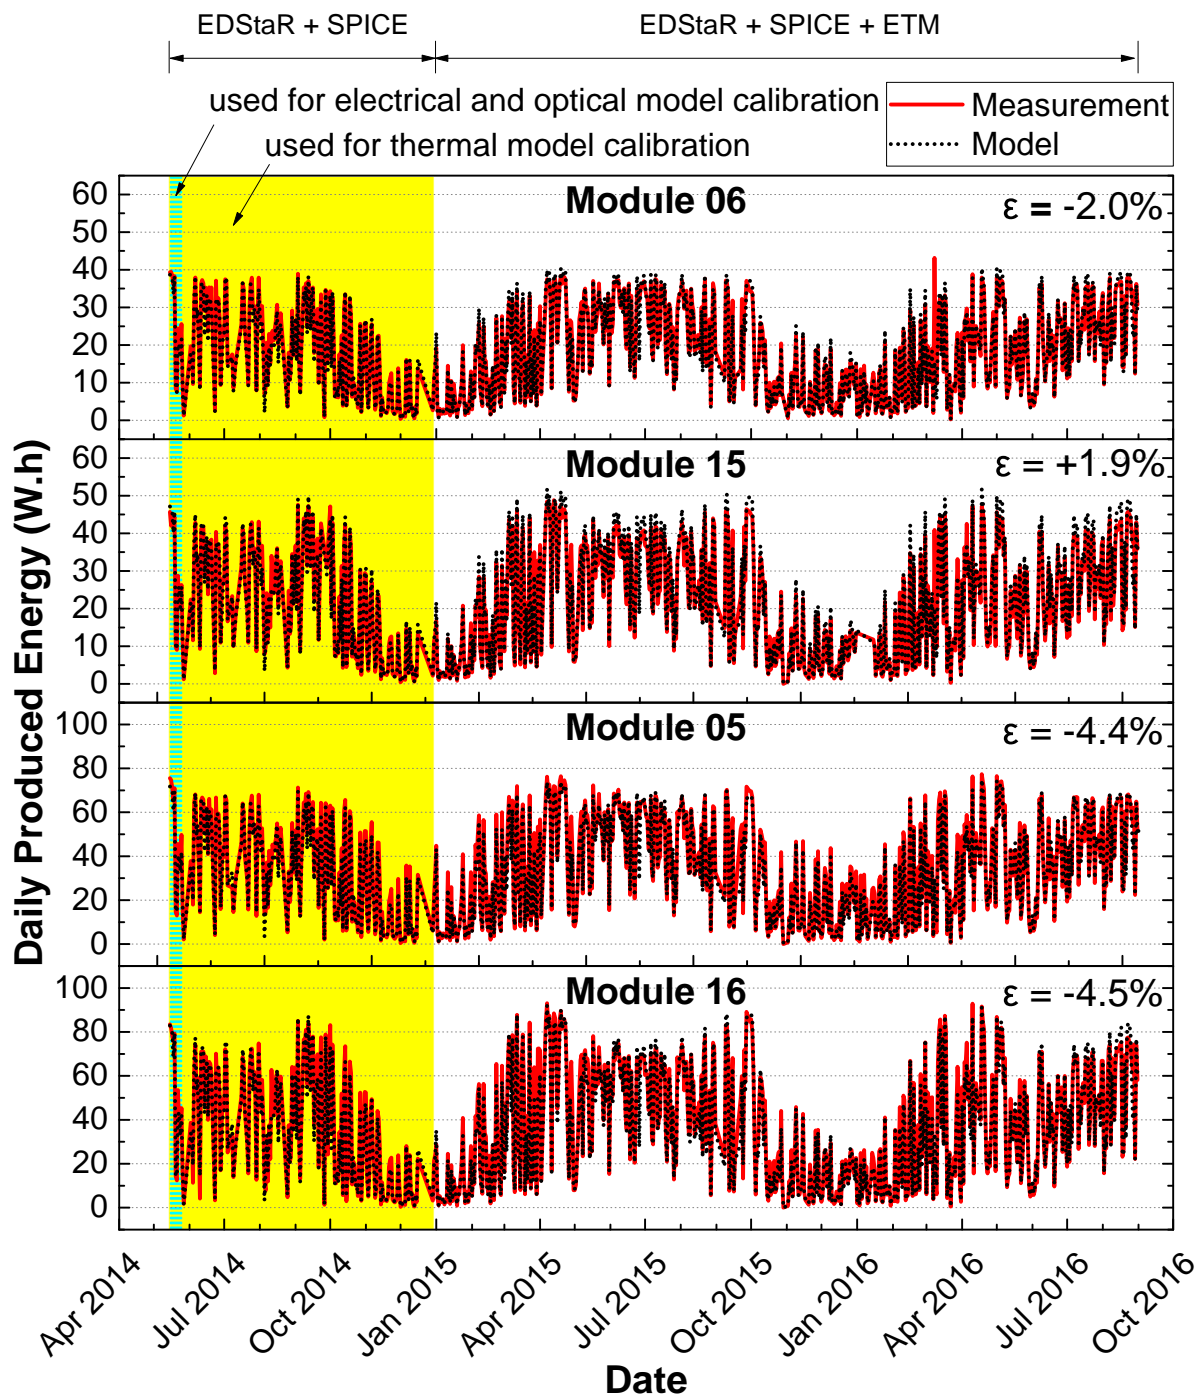 EDStaR + SPICE
EDStaR + SPICE + ETM
used for electrical and optical model calibration
used for thermal model calibration
Measurement
Model
Daily Produced Energy (W.h)
Module 06
ε = -2.0%
60
50
40
30
20
10
0
Module 15
ε = +1.9%
60
50
40
30
20
10
0
Module 05
ε = -4.4%
100
80
60
40
20
0
Module 16
ε = -4.5%
100
80
60
40
20
0
Apr 2014
Jul 2014
Oct 2014
Jan 2015
Apr 2015
Jul 2015
Oct 2015
Jan 2016
Apr 2016
Jul 2016
Oct 2016
Date